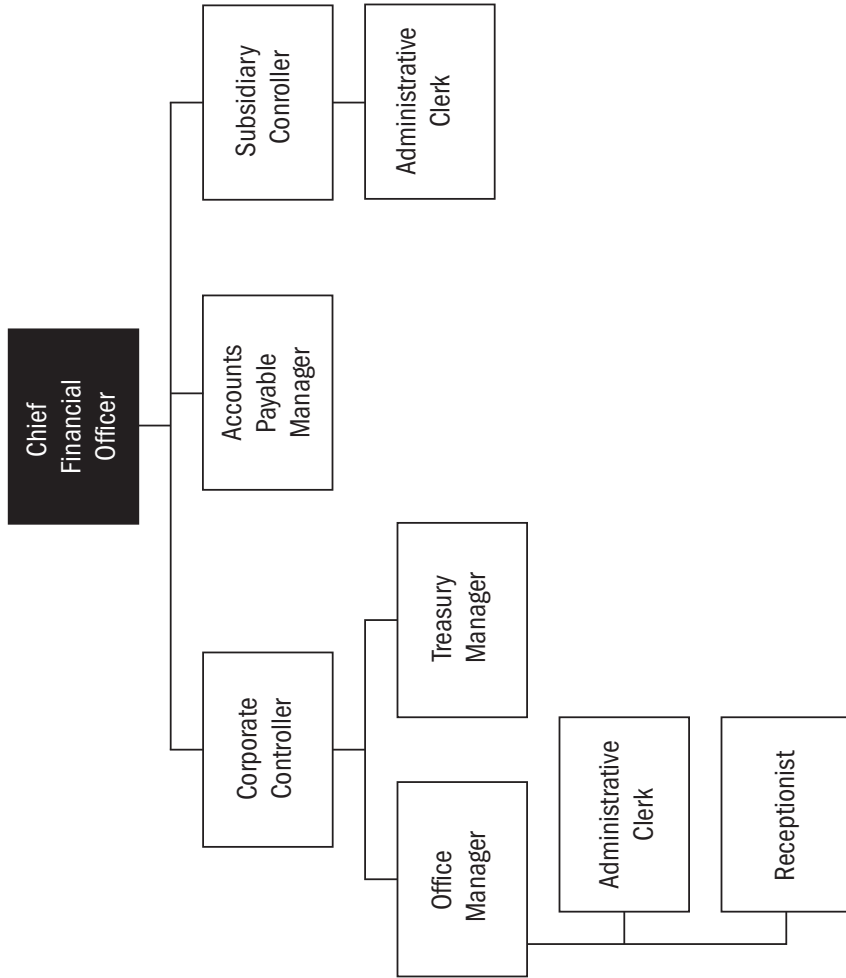 Chief
Financial
Officer
Corporate
Controller
Accounts
Payable
Manager
Subsidiary
Conroller
Office
Manager
Treasury
Manager
Administrative
Clerk
Administrative
Clerk
Receptionist